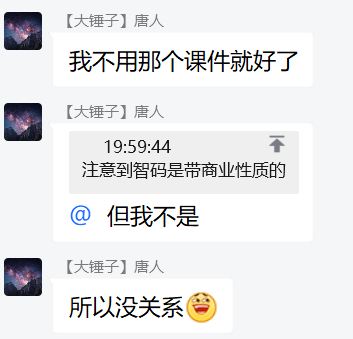 【大锤子】唐人
我不用那个课件就好了
【大锤子】唐人
19:59:44
注意到智码是带商业性质的
@ 但我不是
【大锤子】唐人
所以没关系